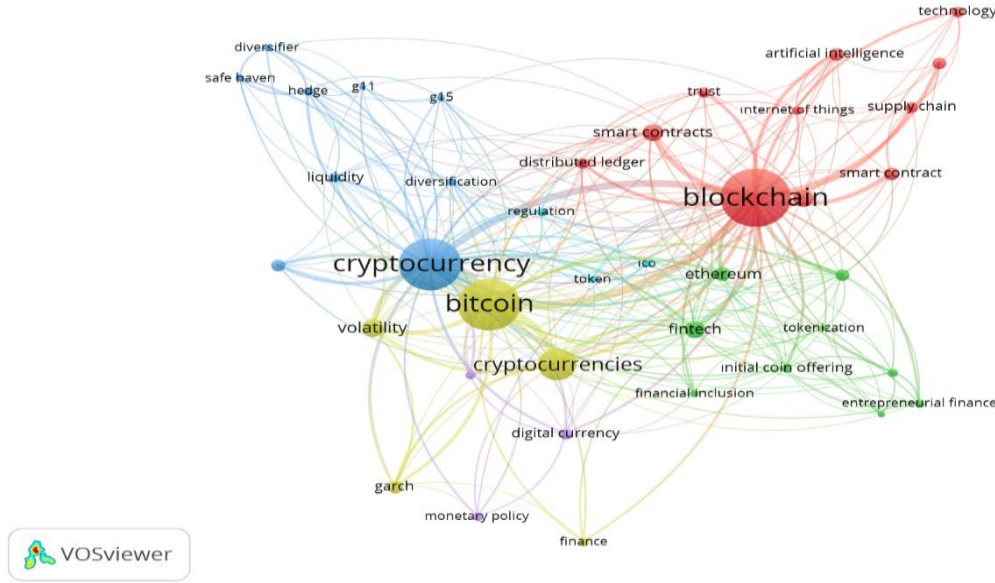 technology
diversifier
artificial intelligence
safe haven
hedge
g11
g15
trust
internet of things
supply chain
smart contracts
distributed ledger
smart contract
liquidity
diversification
blockchain
regulation
cryptocurrency
ico
token
ethereum
bitcoin
volatility
fintech
tokenization
cryptocurrencies
initial coin offering
financial inclusion
entrepreneurial finance
digital currency
garch
monetary policy
finance
VOSviewer